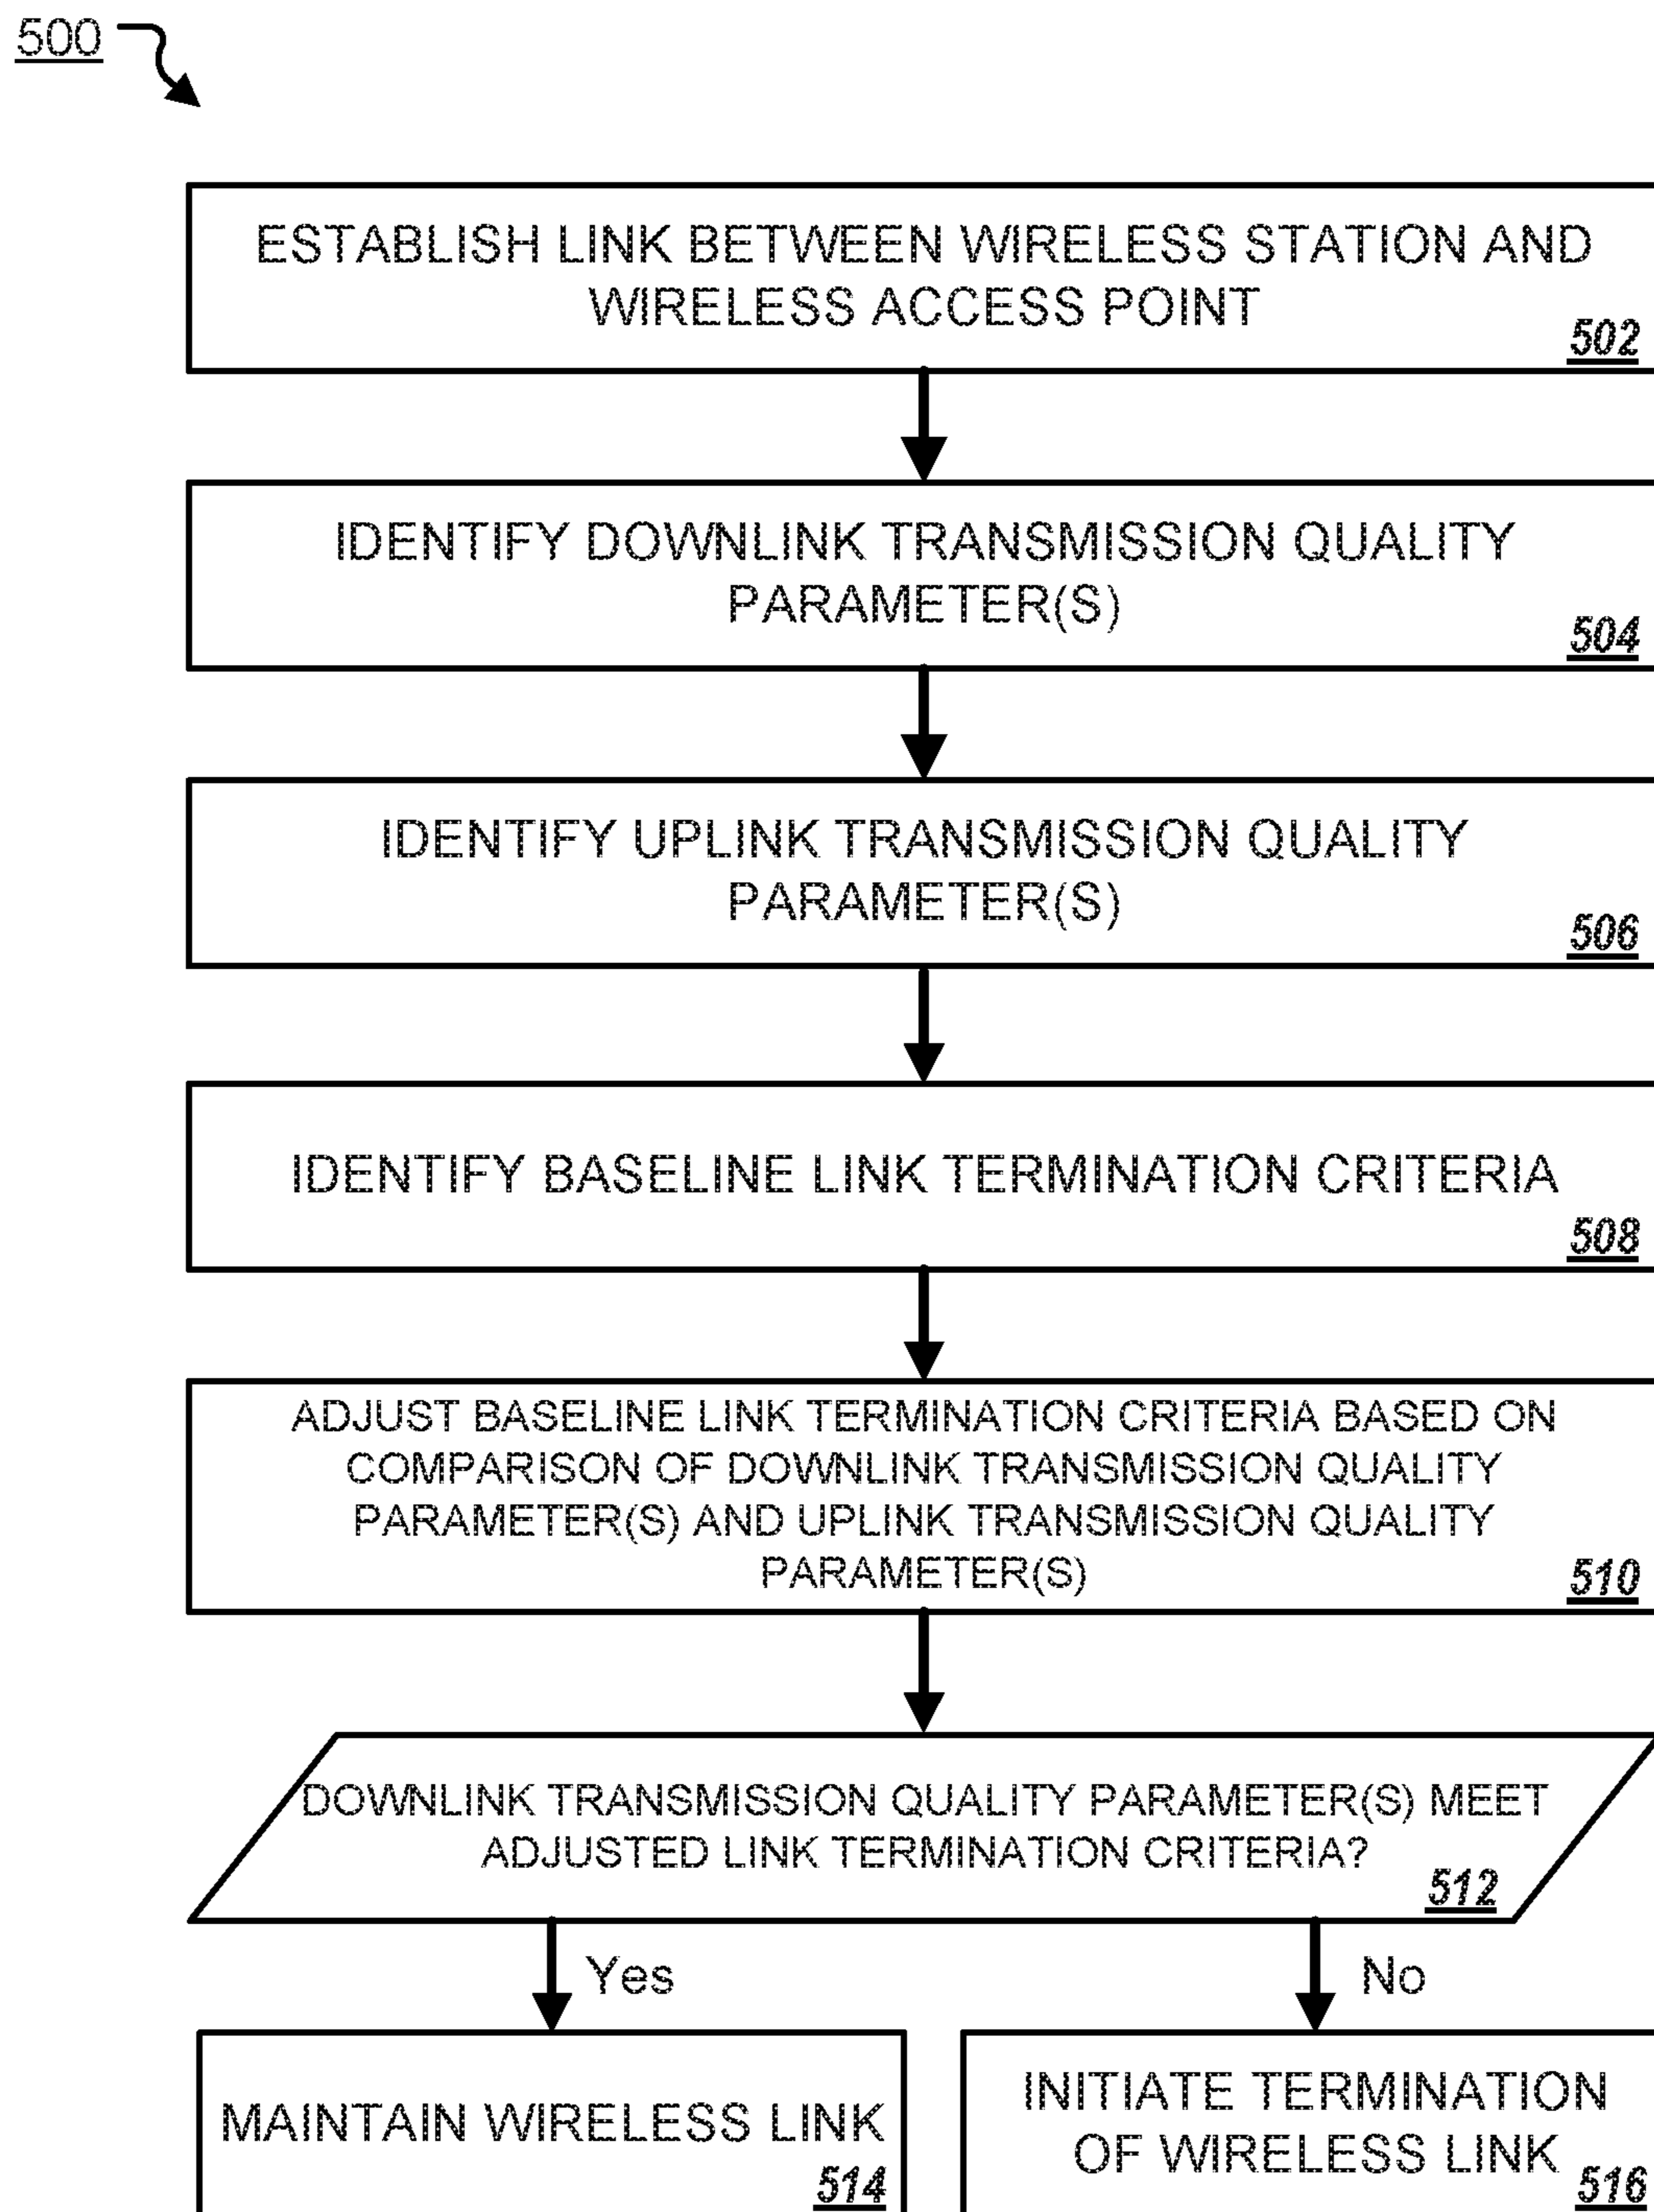 500
ESTABLISH LINK BETWEEN WIRELESS STATION AND
WIRELESS ACCESS POINT
502
IDENTIFY DOWNLINK TRANSMISSION QUALITY
PARAMETER(S)
504
IDENTIFY UPLINK TRANSMISSION QUALITY
PARAMETER(S)
506
IDENTIFY BASELINE LINK TERMINATION CRITERIA
508
ADJUST BASELINE LINK TERMINATION CRITERIA BASED ON
COMPARISON OF DOWNLINK TRANSMISSION QUALITY
PARAMETER(S) AND UPLINK TRANSMISSION QUALITY
PARAMETER(S)
510
DOWNLINK TRANSMISSION QUALITY PARAMETER(S) MEET
ADJUSTED LINK TERMINATION CRITERIA?
512
Yes
No
MAINTAIN WIRELESS LINK
514
INITIATE TERMINATION
OF WIRELESS LINK
516